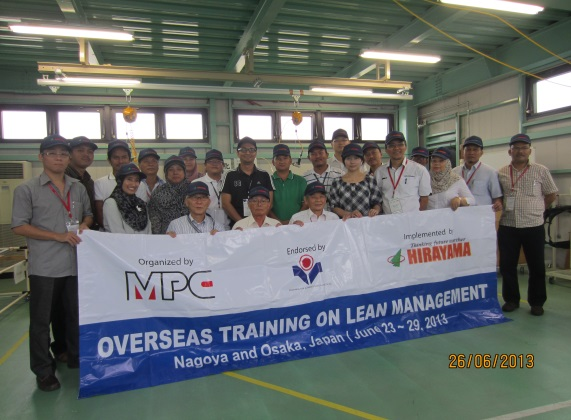 Organized by
MPC
Endorsed by
Implemented by
HIRAYAMA
OVERSEAS TRAINING ON LEAN MANAGEMENT
Nagoya and Osaka, Japan ( June 23 ~ 29, 2013
26/06/2013